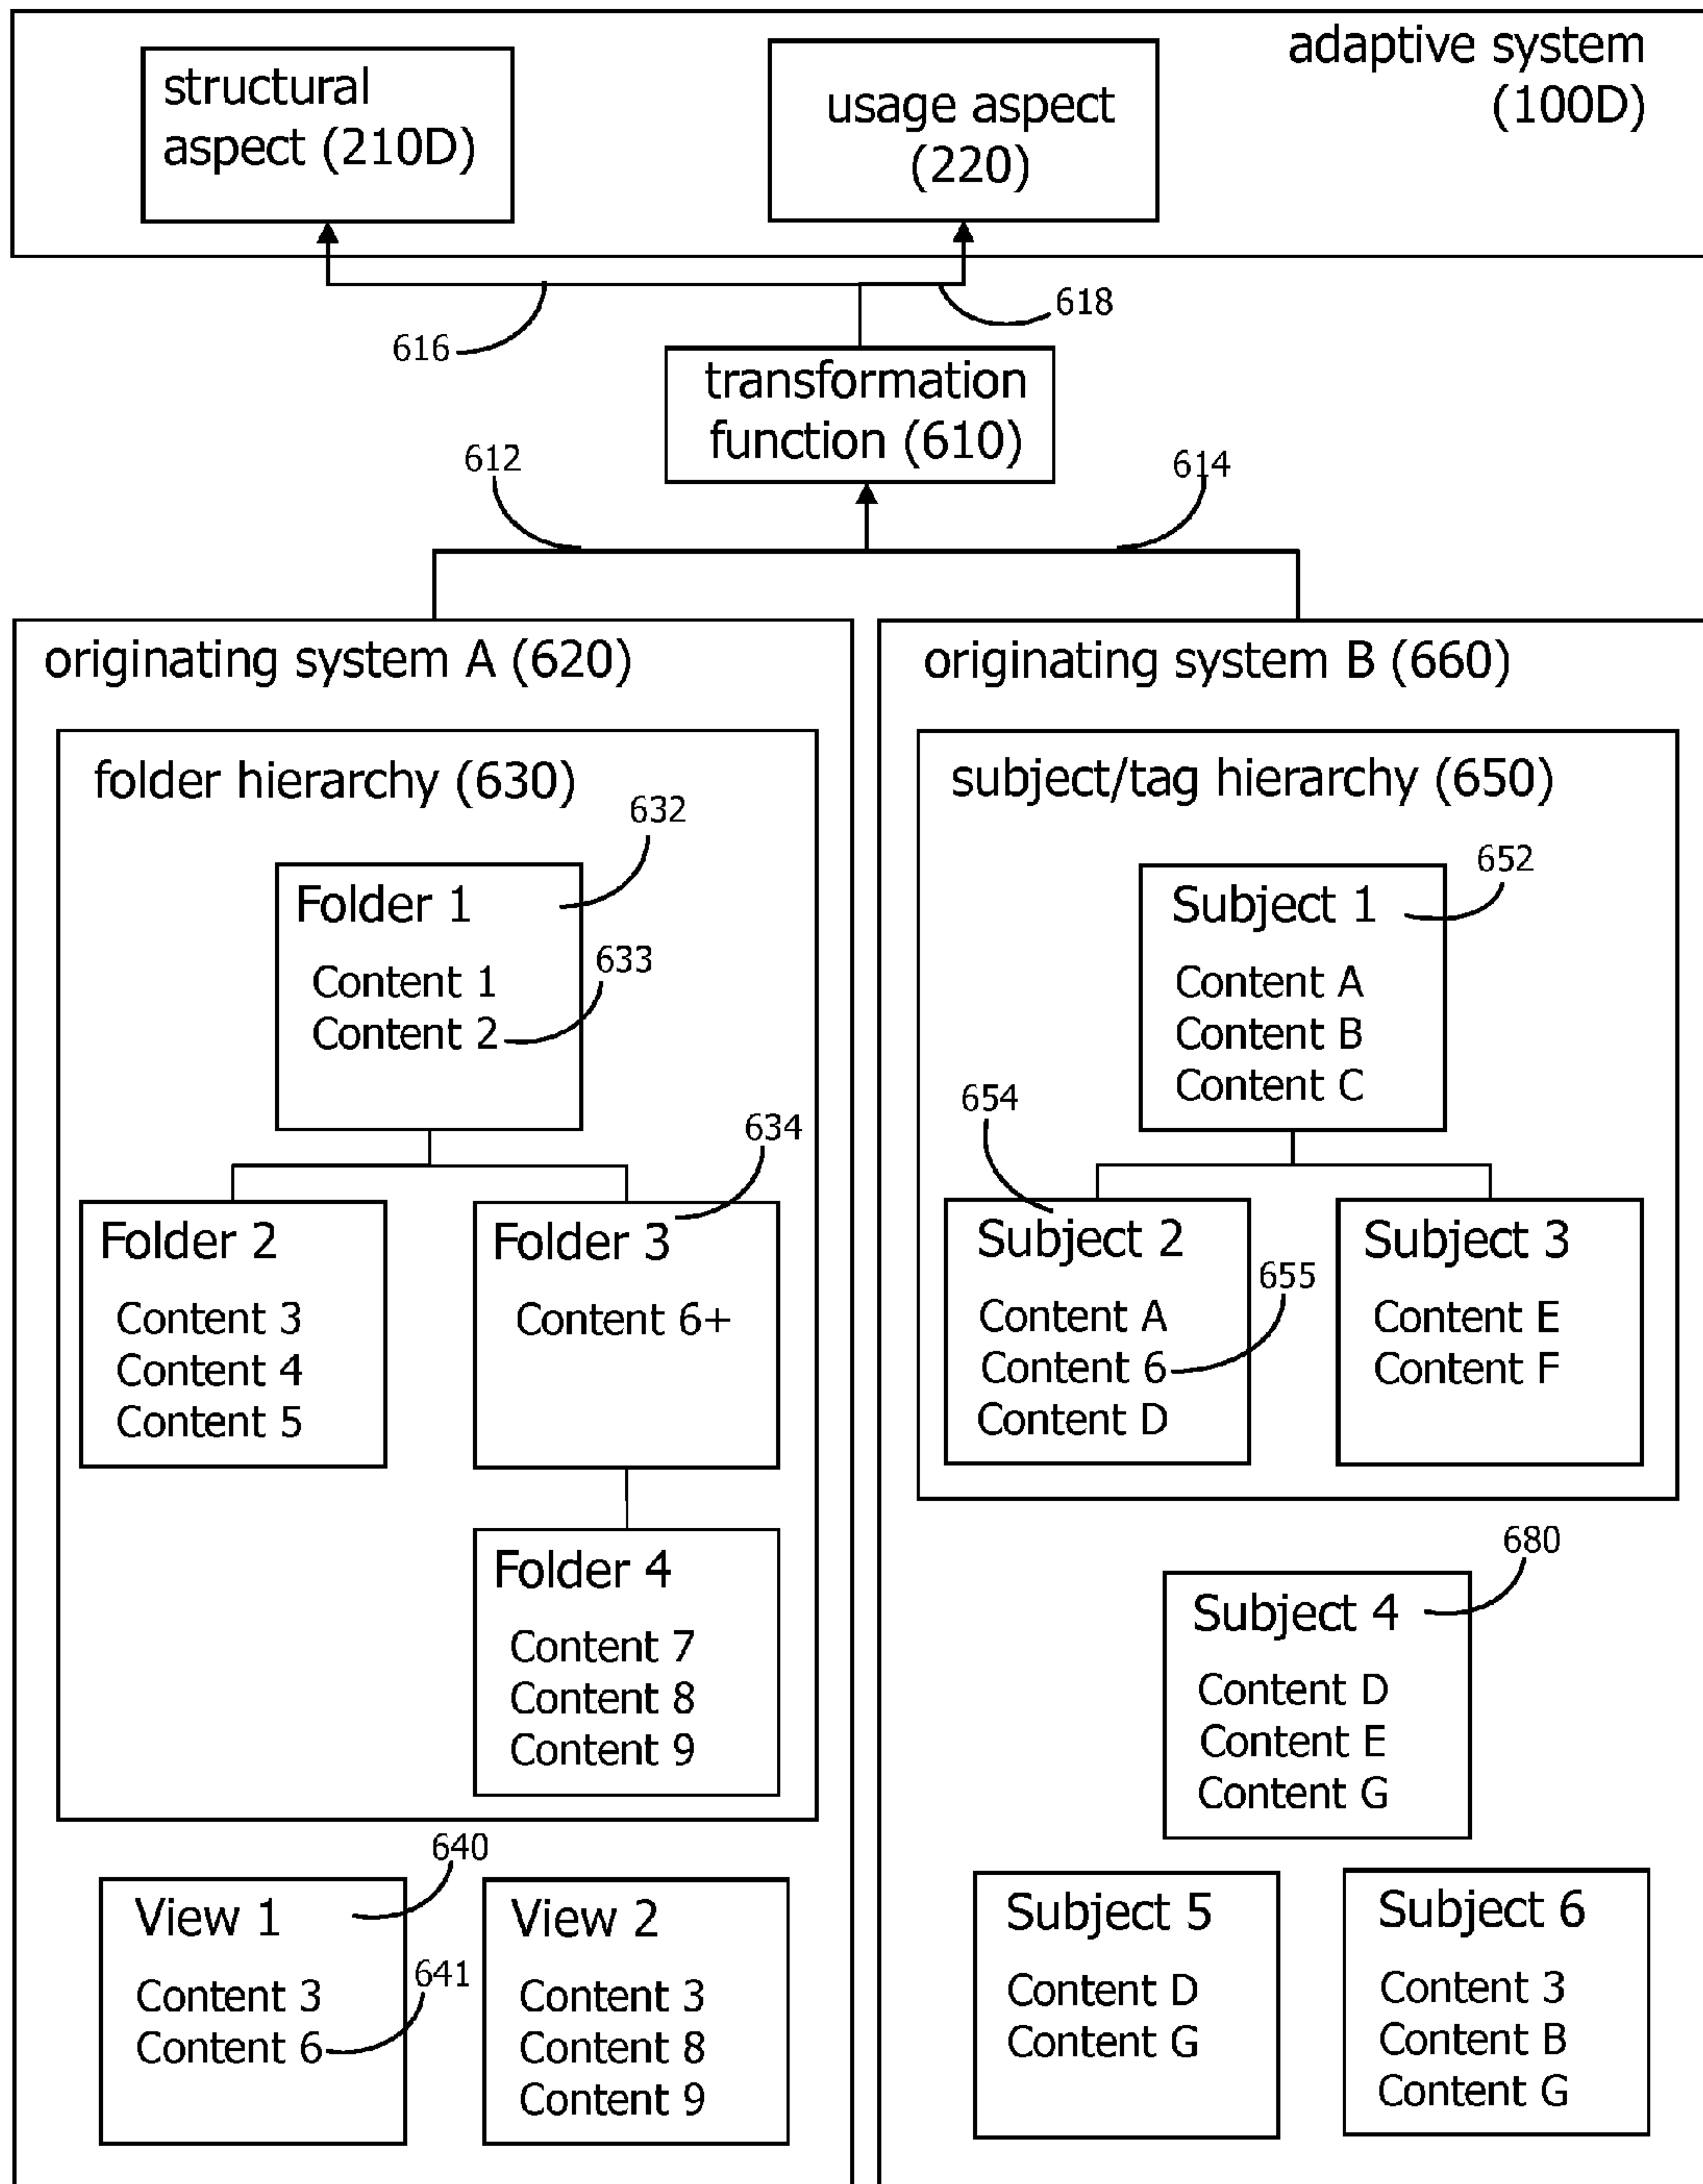 adaptive system
(100D)
structural
aspect (210D)
usage aspect
(220)
616
618
transformation
function (610)
612
614
originating system A (620)
folder hierarchy (630)
632
Folder 1
Content 1
633
Content 2
634
Folder 2
Content 3
Content 4
Content 5
Folder 3
Content 6+
Folder 4
Content 7
Content 8
Content 9
640
View 1
Content 3
641
Content 6
View 2
Content 3
Content 8
Content 9
originating system B (660)
subject/tag hierarchy (650)
652
Subject 1
Content A
Content B
Content C
654
Subject 2
655
Content A
Content 6
Content D
Subject 3
Content E
Content F
680
Subject 4
Content D
Content E
Content G
Subject 5
Content D
Content G
Subject 6
Content 3
Content B
Content G